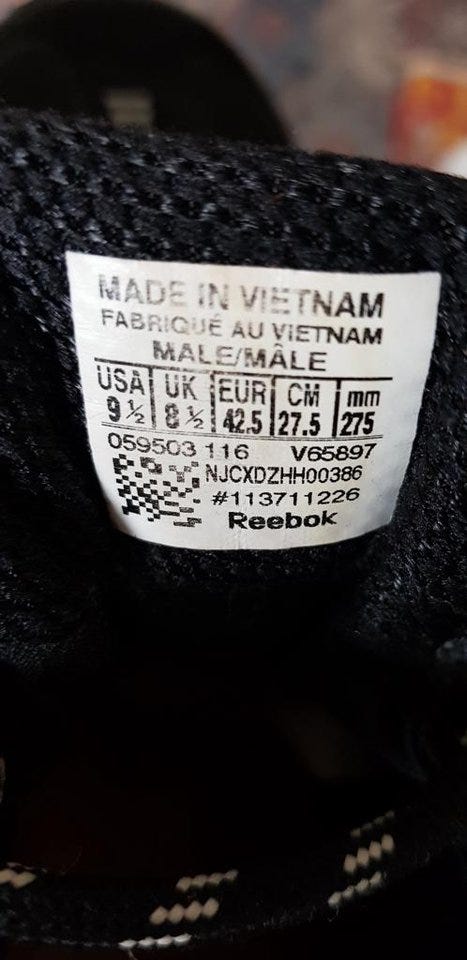 MADE IN VIETNAM
FABRIQUÉ AU VIETNAM
MALE/MÂLE
USA UK EUR CM mm
9 ½ 8 ½ 42.5 27.5 275
059503 116 V65897
NJCXDZHH00386
#113711226
Reebok